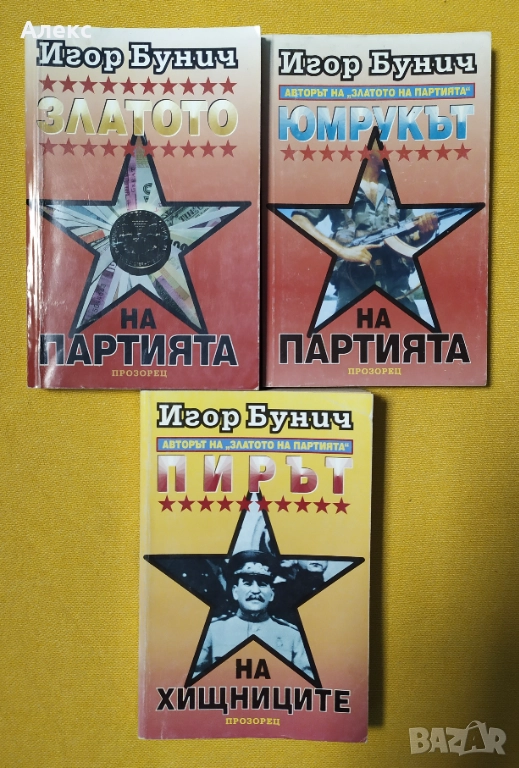 Алекс
Игор Бунич
ЗЛАТОТО
НА
ПАРТИЯТА
ПРОЗОРЕЦ
Игор Бунич
АВТОРЪТ НА „ЗЛАТОТО НА ПАРТИЯТА“
ЮМРУКЪТ
НА
ПАРТИЯТА
ПРОЗОРЕЦ
Игор Бунич
АВТОРЪТ НА „ЗЛАТОТО НА ПАРТИЯТА“
ПИРЪТ
НА
ХИЩНИЦИТЕ
ПРОЗОРЕЦ
BAZAR